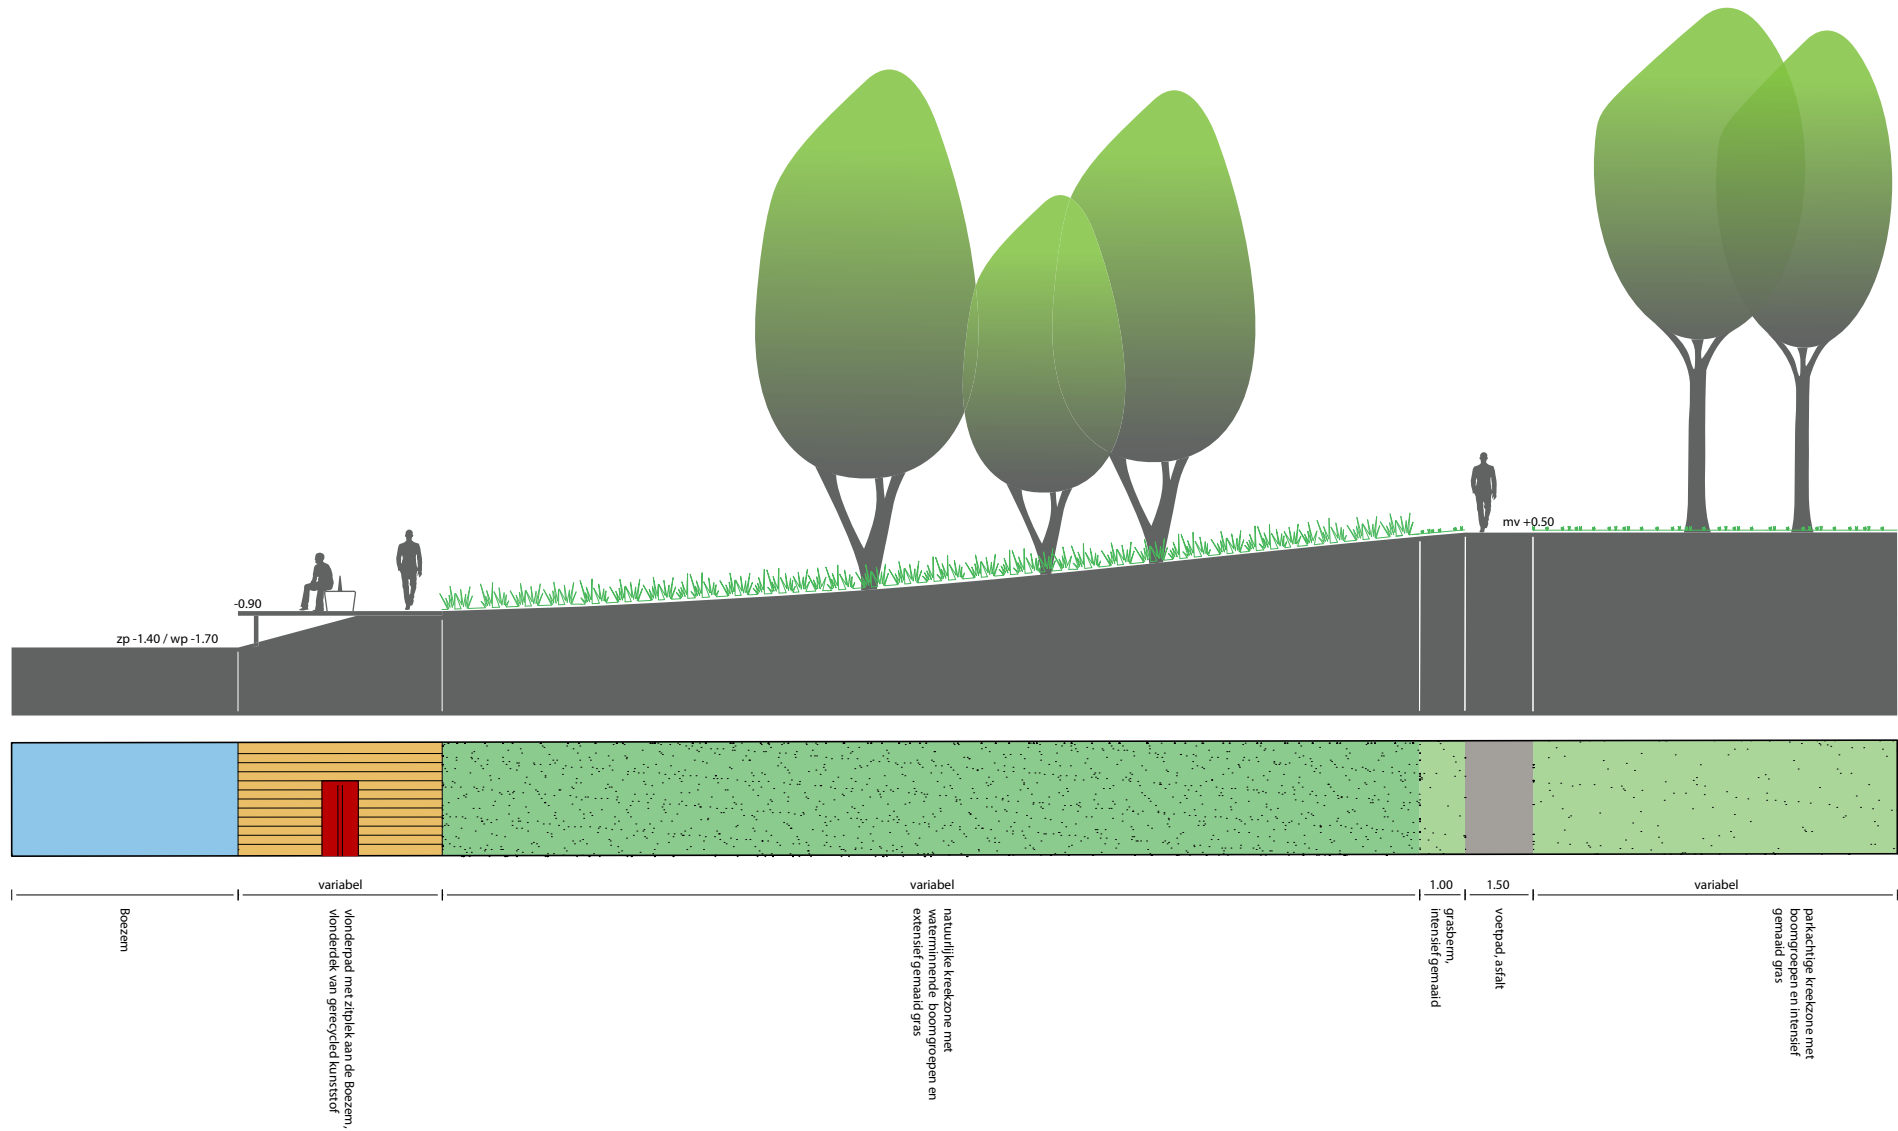 mv +0.50
-0.90
zp -1.40 / wp -1.70
variabel
variabel
1.00
1.50
variabel
Boezem
vlonderpad met zitplek aan de Boezem,
vlonderdek van gerecycled kunststof
natuurlijke kreekzone met
waterminnende boomgroepen en
extensief gemaaid gras
grasberm,
intensief gemaaid
voetpad, asfalt
parkachtige kreekzone met
boomgroepen en intensief
gemaaid gras